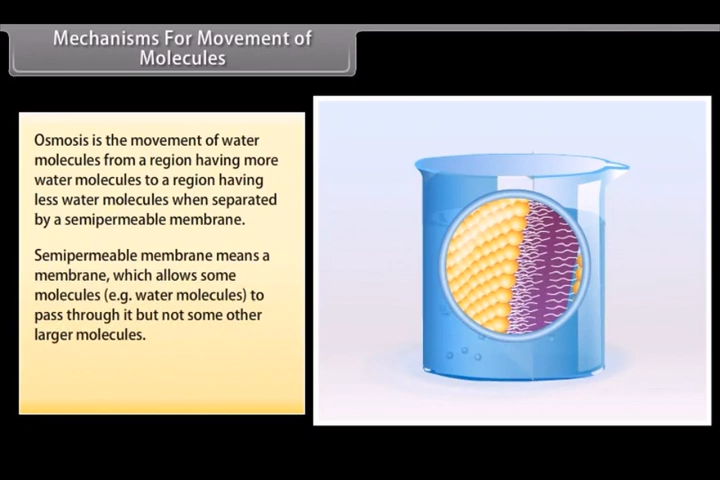 Mechanisms For Movement of
Molecules
Osmosis is the movement of water
molecules from a region having more
water molecules to a region having
less water molecules when separated
by a semipermeable membrane.
Semipermeable membrane means a
membrane, which allows some
molecules (e.g. water molecules) to
pass through it but not some other
larger molecules.